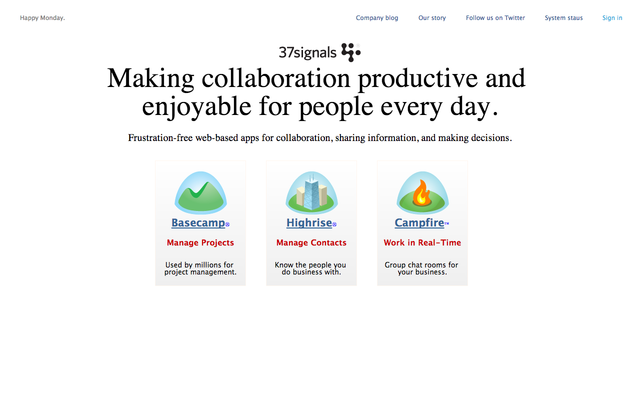 Happy Monday.
Company blog Our story Follow us on Twitter System staus Sign in
37signals
Making collaboration productive and
enjoyable for people every day.
Frustration-free web-based apps for collaboration, sharing information, and making decisions.
Basecamp®
Manage Projects
Used by millions for
project management.
Highrise®
Manage Contacts
Know the people you
do business with.
Campfire™
Work in Real-Time
Group chat rooms for
your business.